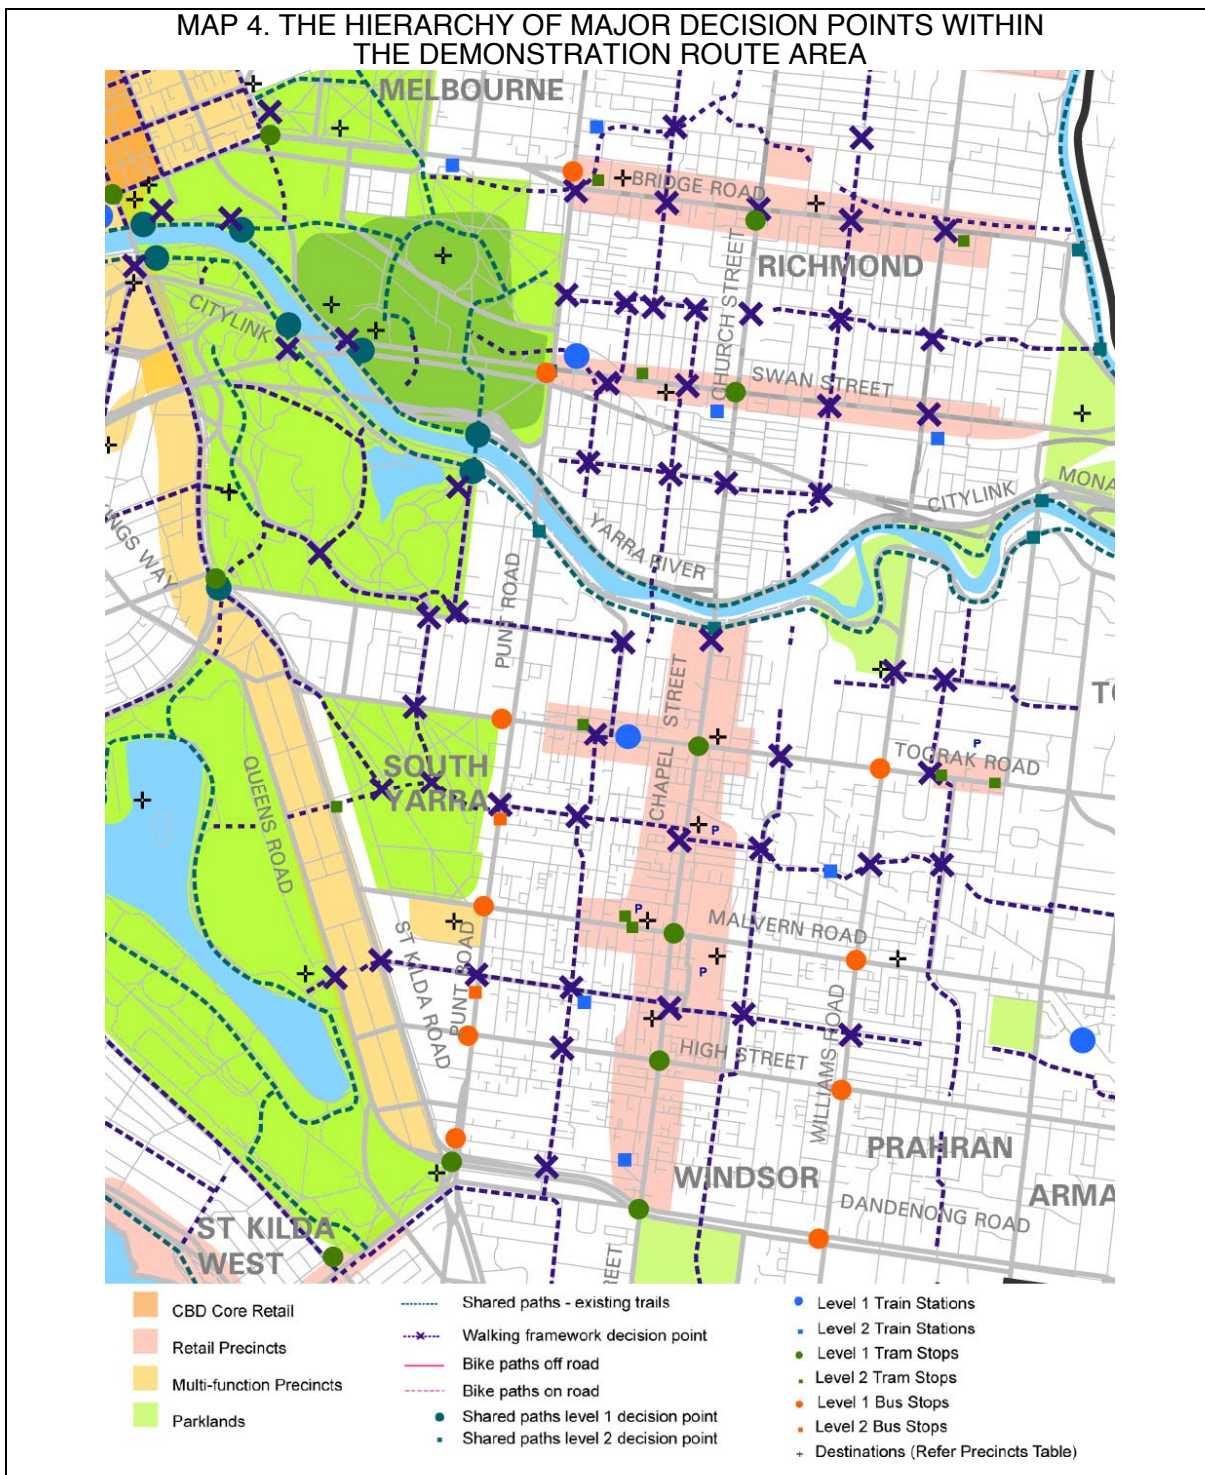 MAP 4. THE HIERARCHY OF MAJOR DECISION POINTS WITHIN
THE DEMONSTRATION ROUTE AREA
MELBOURNE
BRIDGE ROAD
RICHMOND
CHURCH STREET
CITYLINK
SWAN STREET
CITYLINK
MONA
NGS WAY
YARRA RIVER
PUNT ROAD
STREET
CHAPEL
TO
P
TOORAK ROAD
SOUTH
YARRA
QUEENS ROAD
P
P
MALVERN ROAD
ST KILDA ROAD
PUNT ROAD
P
WILLIAMS ROAD
HIGH STREET
PRAHRAN
WINDSOR
ARMA
DANDENONG ROAD
ST KILDA
WEST
REET
CBD Core Retail
Retail Precincts
Multi-function Precincts
Parklands
Shared paths - existing trails
Walking framework decision point
Bike paths off road
Bike paths on road
Shared paths level 1 decision point
Shared paths level 2 decision point
Level 1 Train Stations
Level 2 Train Stations
Level 1 Tram Stops
Level 2 Tram Stops
Level 1 Bus Stops
Level 2 Bus Stops
Destinations (Refer Precincts Table)